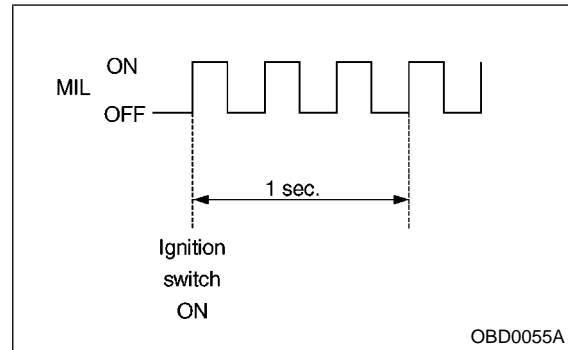 ON
MIL
OFF
1 sec.
Ignition
switch
ON
OBD0055A